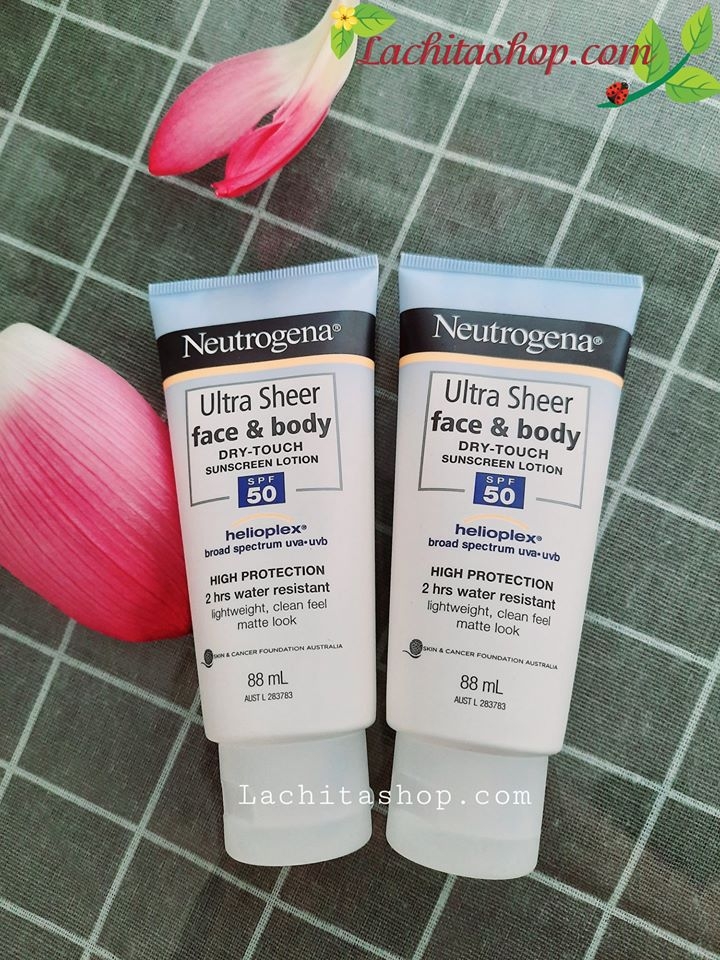 Lachitashop.com
Neutrogena®
Ultra Sheer
face & body
DRY-TOUCH
SUNSCREEN LOTION
SPF
50
helioplex®
broad spectrum uva•uvb
HIGH PROTECTION
2 hrs water resistant
lightweight, clean feel
matte look
SKIN & CANCER FOUNDATION AUSTRALIA
88 mL
AUST L 283783
Neutrogena®
Ultra Sheer
face & body
DRY-TOUCH
SUNSCREEN LOTION
SPF
50
helioplex®
broad spectrum uva•uvb
HIGH PROTECTION
2 hrs water resistant
lightweight, clean feel
matte look
SKIN & CANCER FOUNDATION AUSTRALIA
88 mL
AUST L 283783
Lachitashop.com